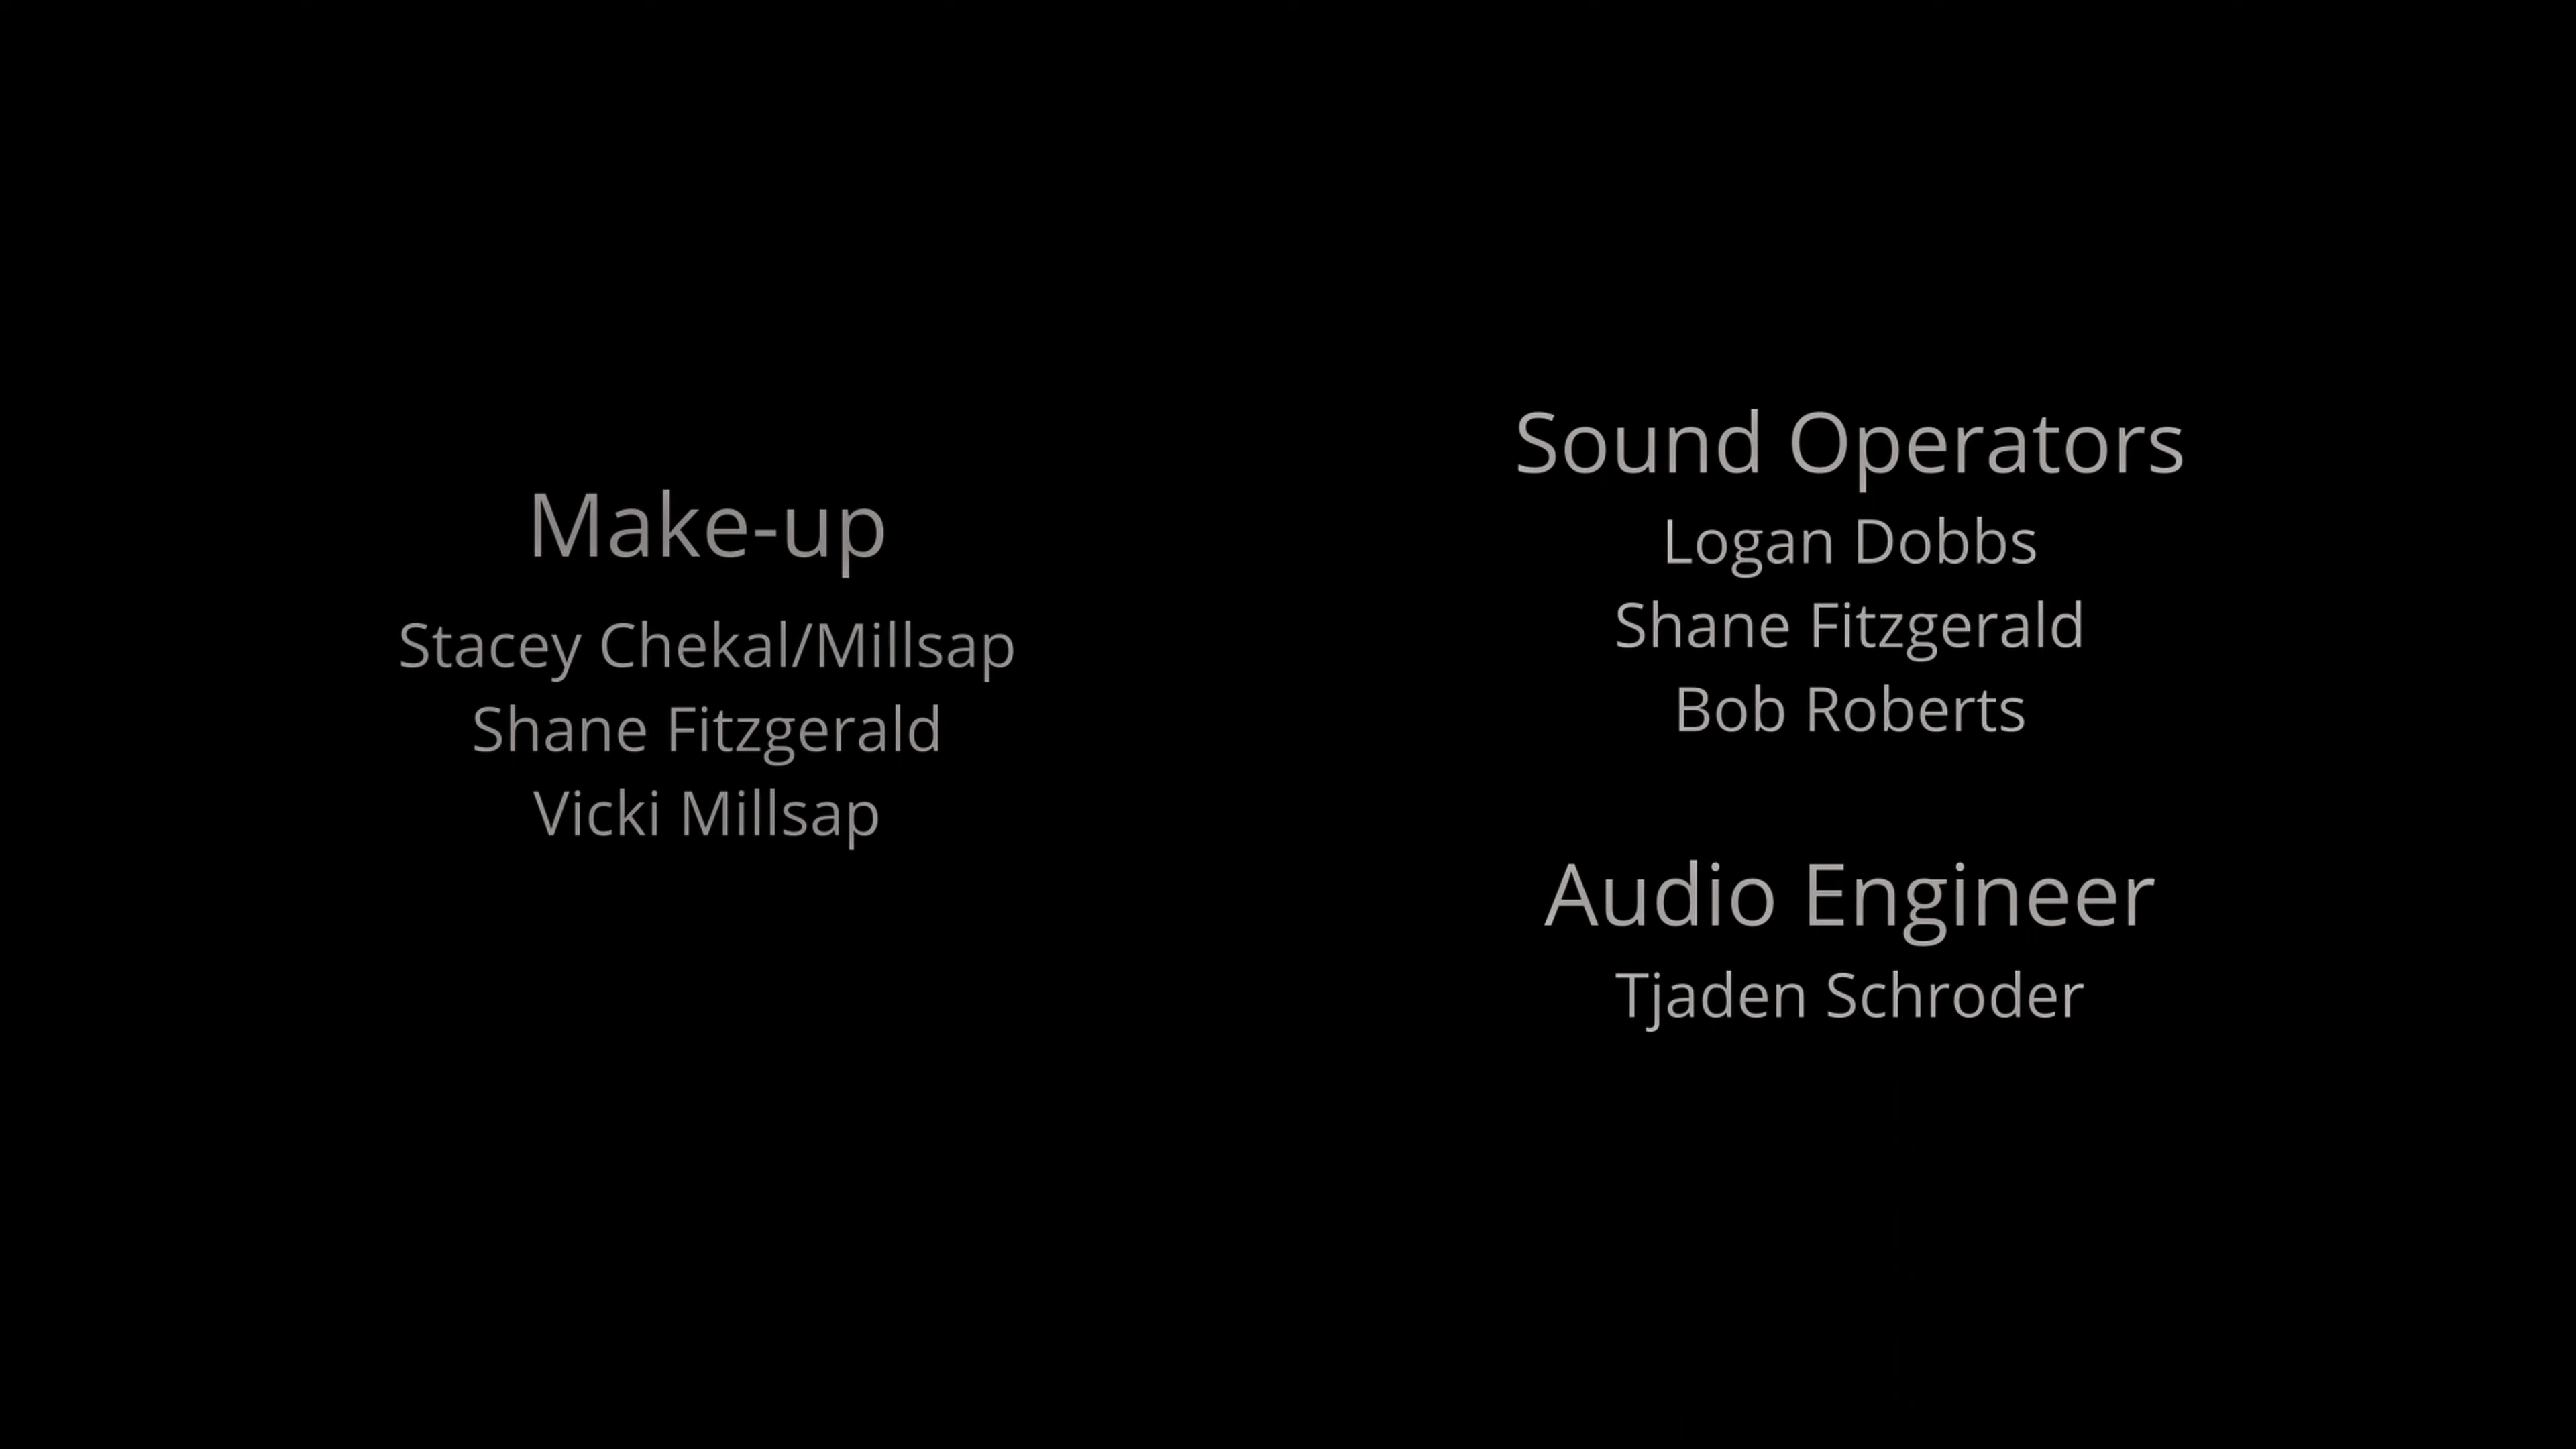 Make-up
Stacey Chekal/Millsap
Shane Fitzgerald
Vicki Millsap
Sound Operators
Logan Dobbs
Shane Fitzgerald
Bob Roberts
Audio Engineer
Tjaden Schroder